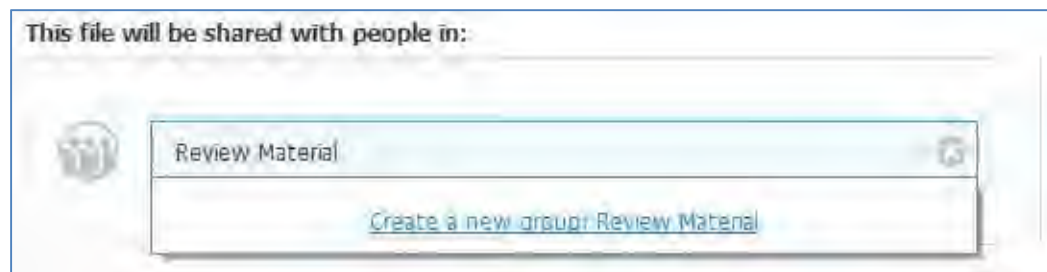 This file will be shared with people in:
Review Material
Create a new group: Review Material